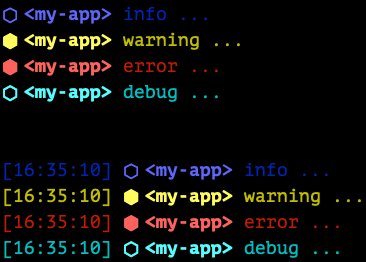 ⬡ <my-app> info ...
⬢ <my-app> warning ...
⬢ <my-app> error ...
⬡ <my-app> debug ...
[16:35:10] ⬡ <my-app> info ...
[16:35:10] ⬢ <my-app> warning ...
[16:35:10] ⬢ <my-app> error ...
[16:35:10] ⬡ <my-app> debug ...